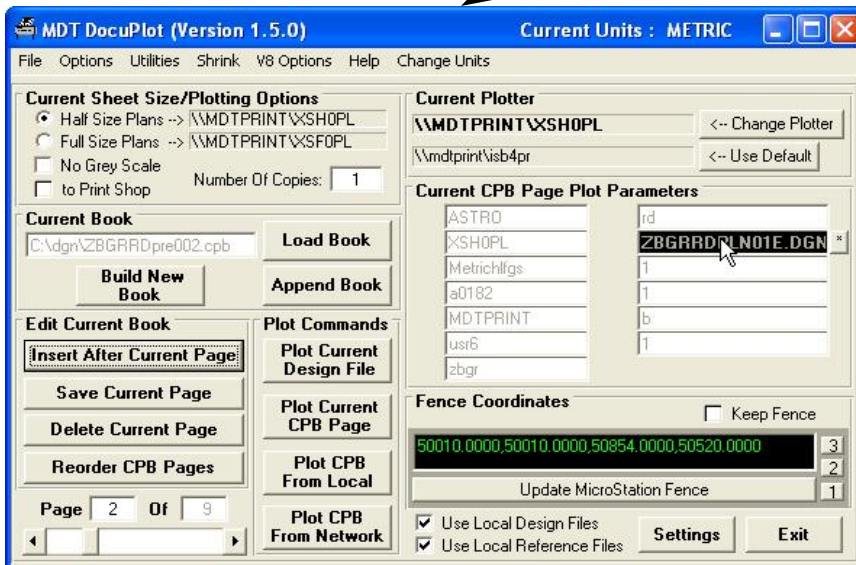 MDT DocuPlot (Version 1.5.0) Current Units : METRIC
File Options Utilities Shrink V8 Options Help Change Units
Current Sheet Size/Plotting Options
Half Size Plans --> \\MDTPRINT\XSH0PL
Full Size Plans --> \\MDTPRINT\XSF0PL
No Grey Scale
to Print Shop
Number Of Copies: 1
Current Plotter
\\MDTPRINT\XSH0PL
<-- Change Plotter
\\mdtprint\isb4pr
<-- Use Default
Current Book
C:\dgn\ZBGRRDpre002.cpb
Load Book
Build New
Book
Append Book
Current CPB Page Plot Parameters
ASTRO rd
XSH0PL ZBGRRDPLN01E.DGN *
Metrichlfgs 1
a0182 1
MDTPRINT b
usr6 1
zbgr
Edit Current Book
Insert After Current Page
Save Current Page
Delete Current Page
Reorder CPB Pages
Page 2 Of 9
Plot Commands
Plot Current
Design File
Plot Current
CPB Page
Plot CPB
From Local
Plot CPB
From Network
Fence Coordinates
Keep Fence
50010.0000,50010.0000,50854.0000,50520.0000
3
2
Update MicroStation Fence 1
Use Local Design Files
Use Local Reference Files
Settings Exit